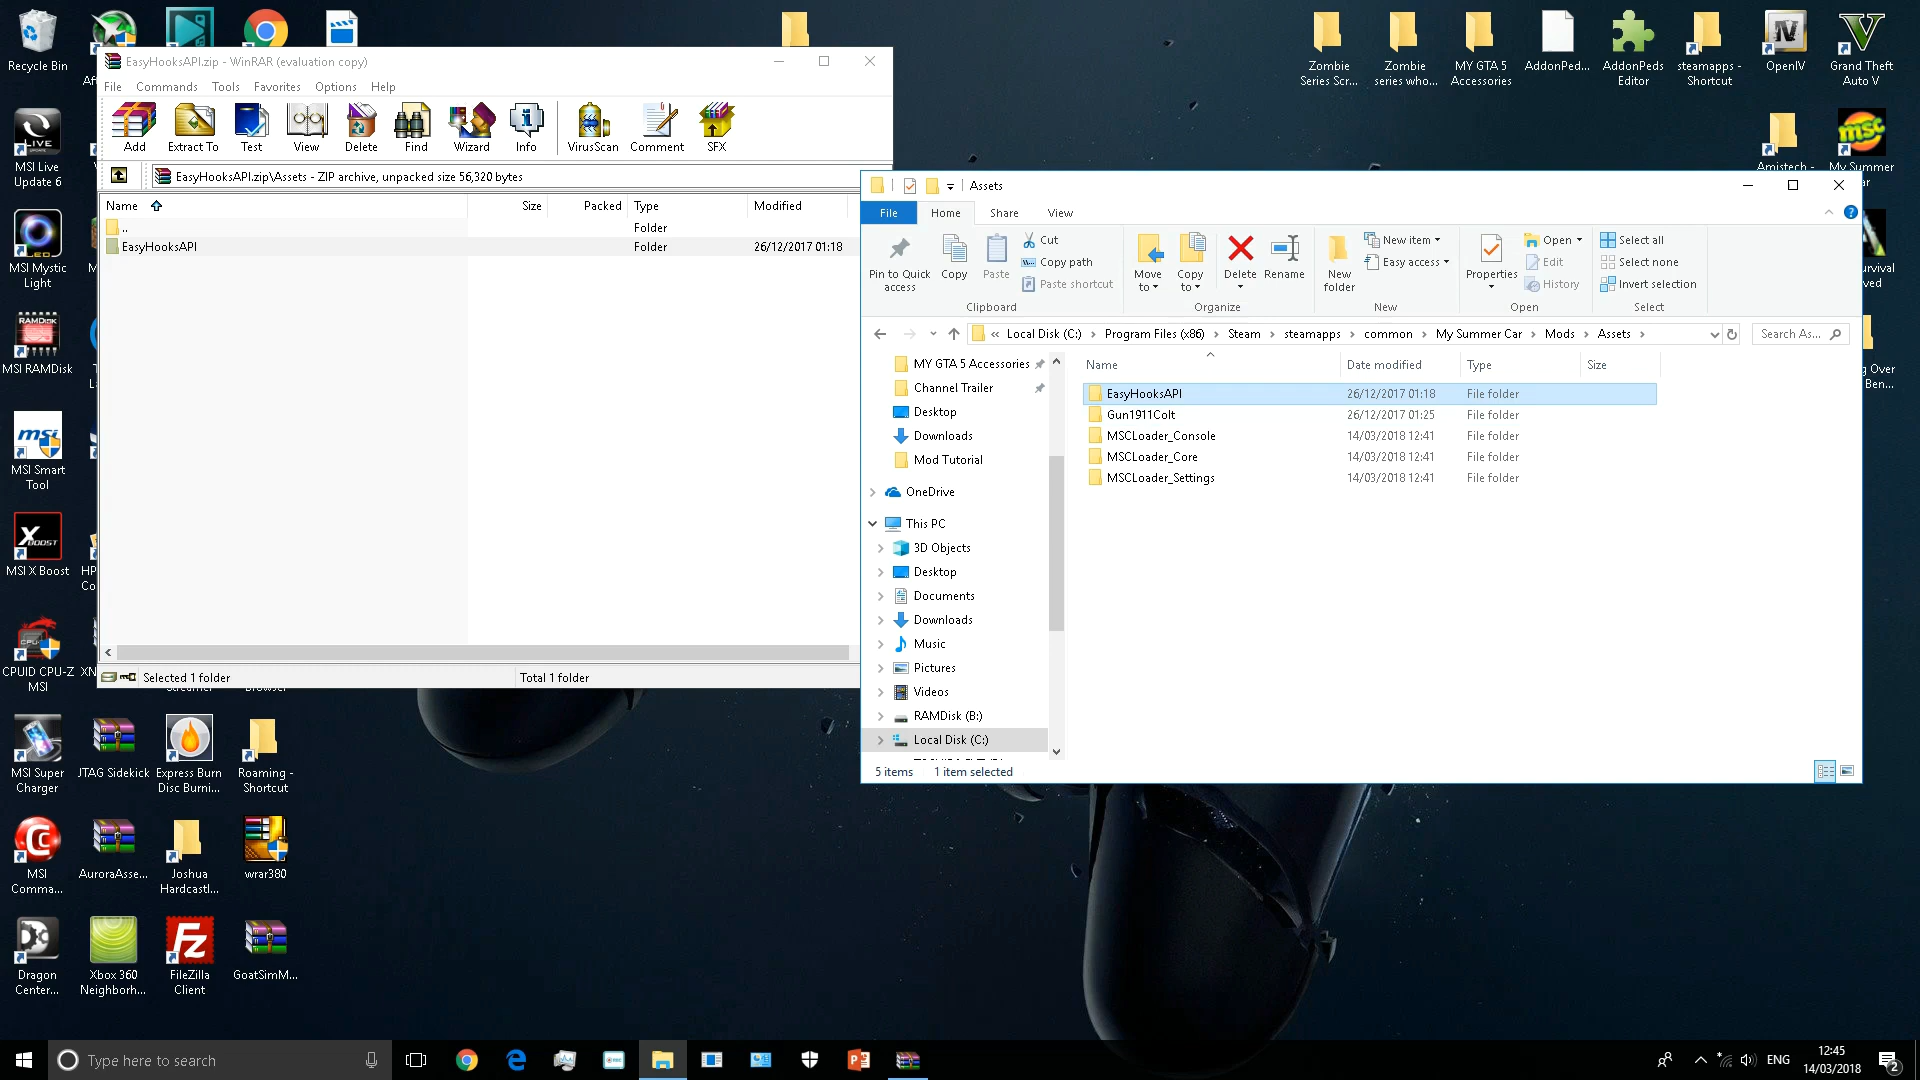 Recycle Bin
MSI Live
Update 6
MSI Mystic
Light
MSI RAMDisk
MSI Smart
Tool
MSI X Boost
CPUID CPU-Z
MSI
MSI Super
Charger
JTAG Sidekick
Express Burn
Disc Burni...
Roaming -
Shortcut
MSI
Comma...
AuroraAsse...
Joshua
Hardcastl...
wrar380
Dragon
Center...
Xbox 360
Neighborh...
FileZilla
Client
GoatSimM...
EasyHooksAPI.zip - WinRAR (evaluation copy)
File Commands Tools Favorites Options Help
Add Extract To Test View Delete Find Wizard Info VirusScan Comment SFX
EasyHooksAPI.zip\Assets - ZIP archive, unpacked size 56,320 bytes
Name Size Packed Type Modified
.. Folder
EasyHooksAPI Folder 26/12/2017 01:18
Selected 1 folder Total 1 folder
Zombie
Series Scr...
Zombie
series who...
MY GTA 5
Accessories
AddonPed...
AddonPeds
Editor
steamapps -
Shortcut
OpenIV
Grand Theft
Auto V
Amistech -
My Summer
Assets
File Home Share View
Pin to Quick
access
Copy
Paste
Cut
Copy path
Paste shortcut
Clipboard
Move
to
Copy
to
Delete
Rename
Organize
New
folder
New item
Easy access
New
Properties
Open
Edit
History
Open
Select all
Select none
Invert selection
Select
« Local Disk (C:) > Program Files (x86) > Steam > steamapps > common > My Summer Car > Mods > Assets >
Search As...
MY GTA 5 Accessories
Channel Trailer
Desktop
Downloads
Mod Tutorial
OneDrive
This PC
3D Objects
Desktop
Documents
Downloads
Music
Pictures
Videos
RAMDisk (B:)
Local Disk (C:)
Name Date modified Type Size
EasyHooksAPI 26/12/2017 01:18 File folder
Gun1911Colt 26/12/2017 01:25 File folder
MSCLoader_Console 14/03/2018 12:41 File folder
MSCLoader_Core 14/03/2018 12:41 File folder
MSCLoader_Settings 14/03/2018 12:41 File folder
5 items 1 item selected
Type here to search
ENG
12:45
14/03/2018
2